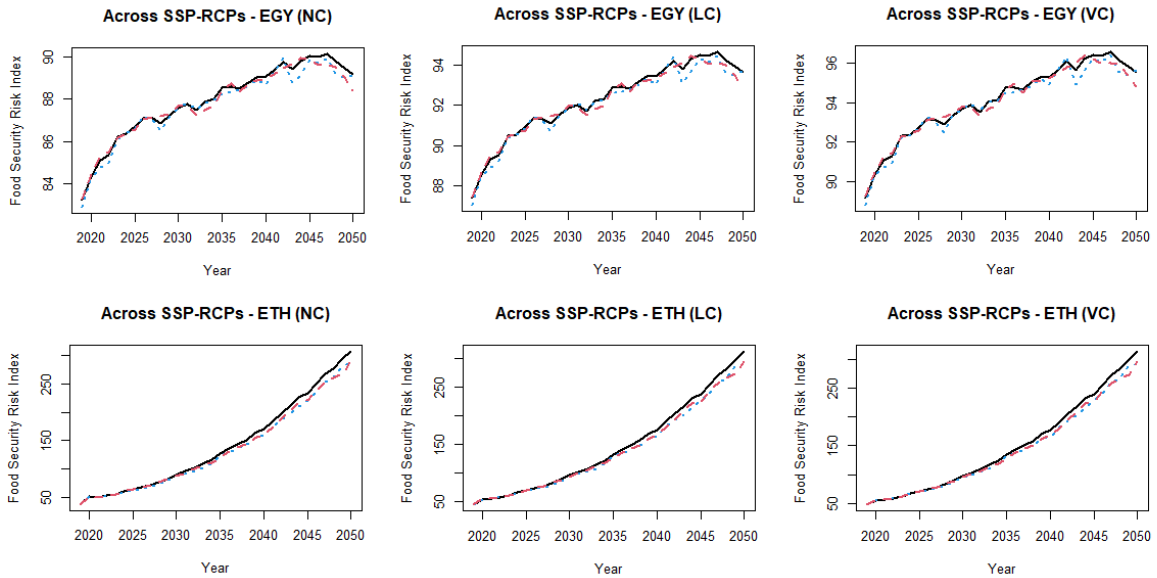 Across SSP-RCPs - EGY (NC)
Food Security Risk Index
90
88
86
84
2020 2025 2030 2035 2040 2045 2050
Year
Across SSP-RCPs - EGY (LC)
Food Security Risk Index
94
92
90
88
2020 2025 2030 2035 2040 2045 2050
Year
Across SSP-RCPs - EGY (VC)
Food Security Risk Index
96
94
92
90
2020 2025 2030 2035 2040 2045 2050
Year
Across SSP-RCPs - ETH (NC)
Food Security Risk Index
250
150
50
2020 2025 2030 2035 2040 2045 2050
Year
Across SSP-RCPs - ETH (LC)
Food Security Risk Index
250
150
50
2020 2025 2030 2035 2040 2045 2050
Year
Across SSP-RCPs - ETH (VC)
Food Security Risk Index
250
150
50
2020 2025 2030 2035 2040 2045 2050
Year